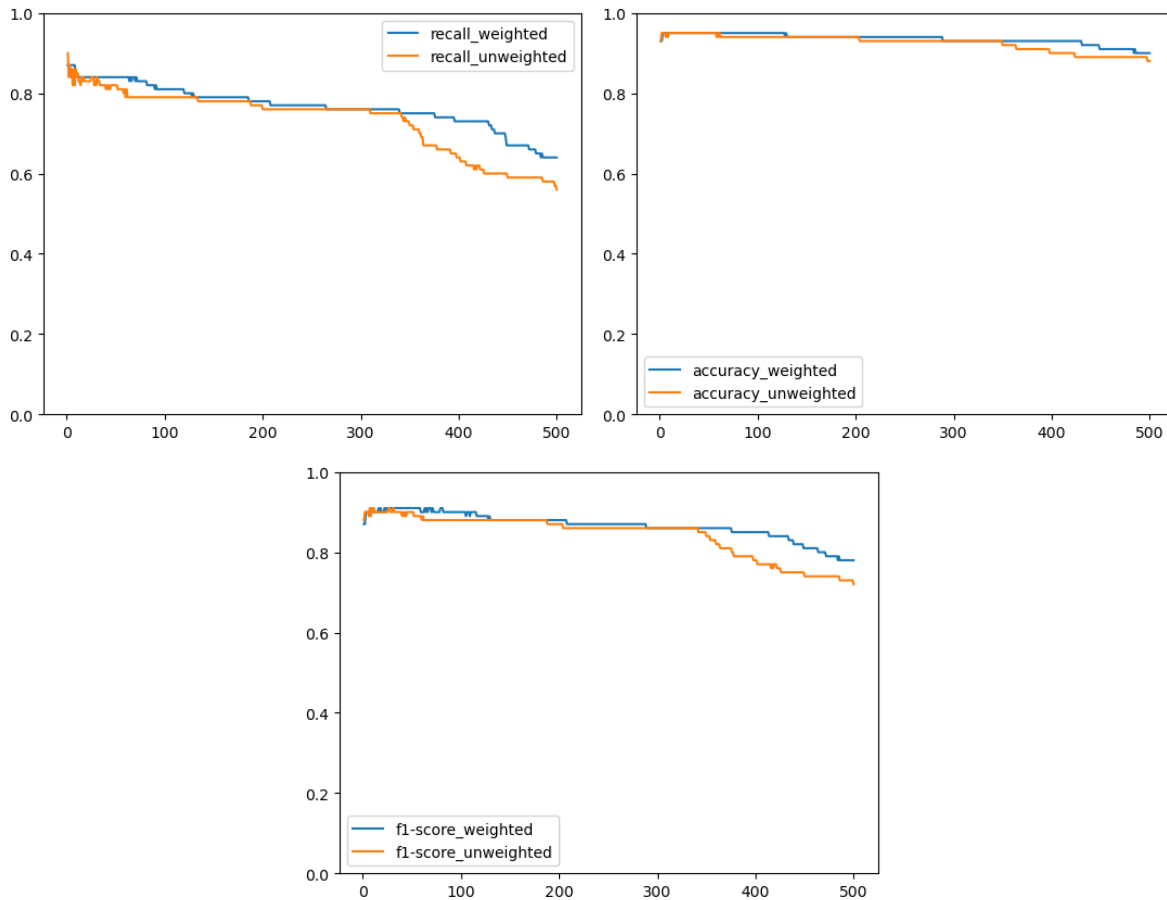 1.0
0.8
0.6
0.4
0.2
0.0
0 100 200 300 400 500
recall_weighted
recall_unweighted
1.0
0.8
0.6
0.4
0.2
0.0
0 100 200 300 400 500
accuracy_weighted
accuracy_unweighted
1.0
0.8
0.6
0.4
0.2
0.0
0 100 200 300 400 500
f1-score_weighted
f1-score_unweighted